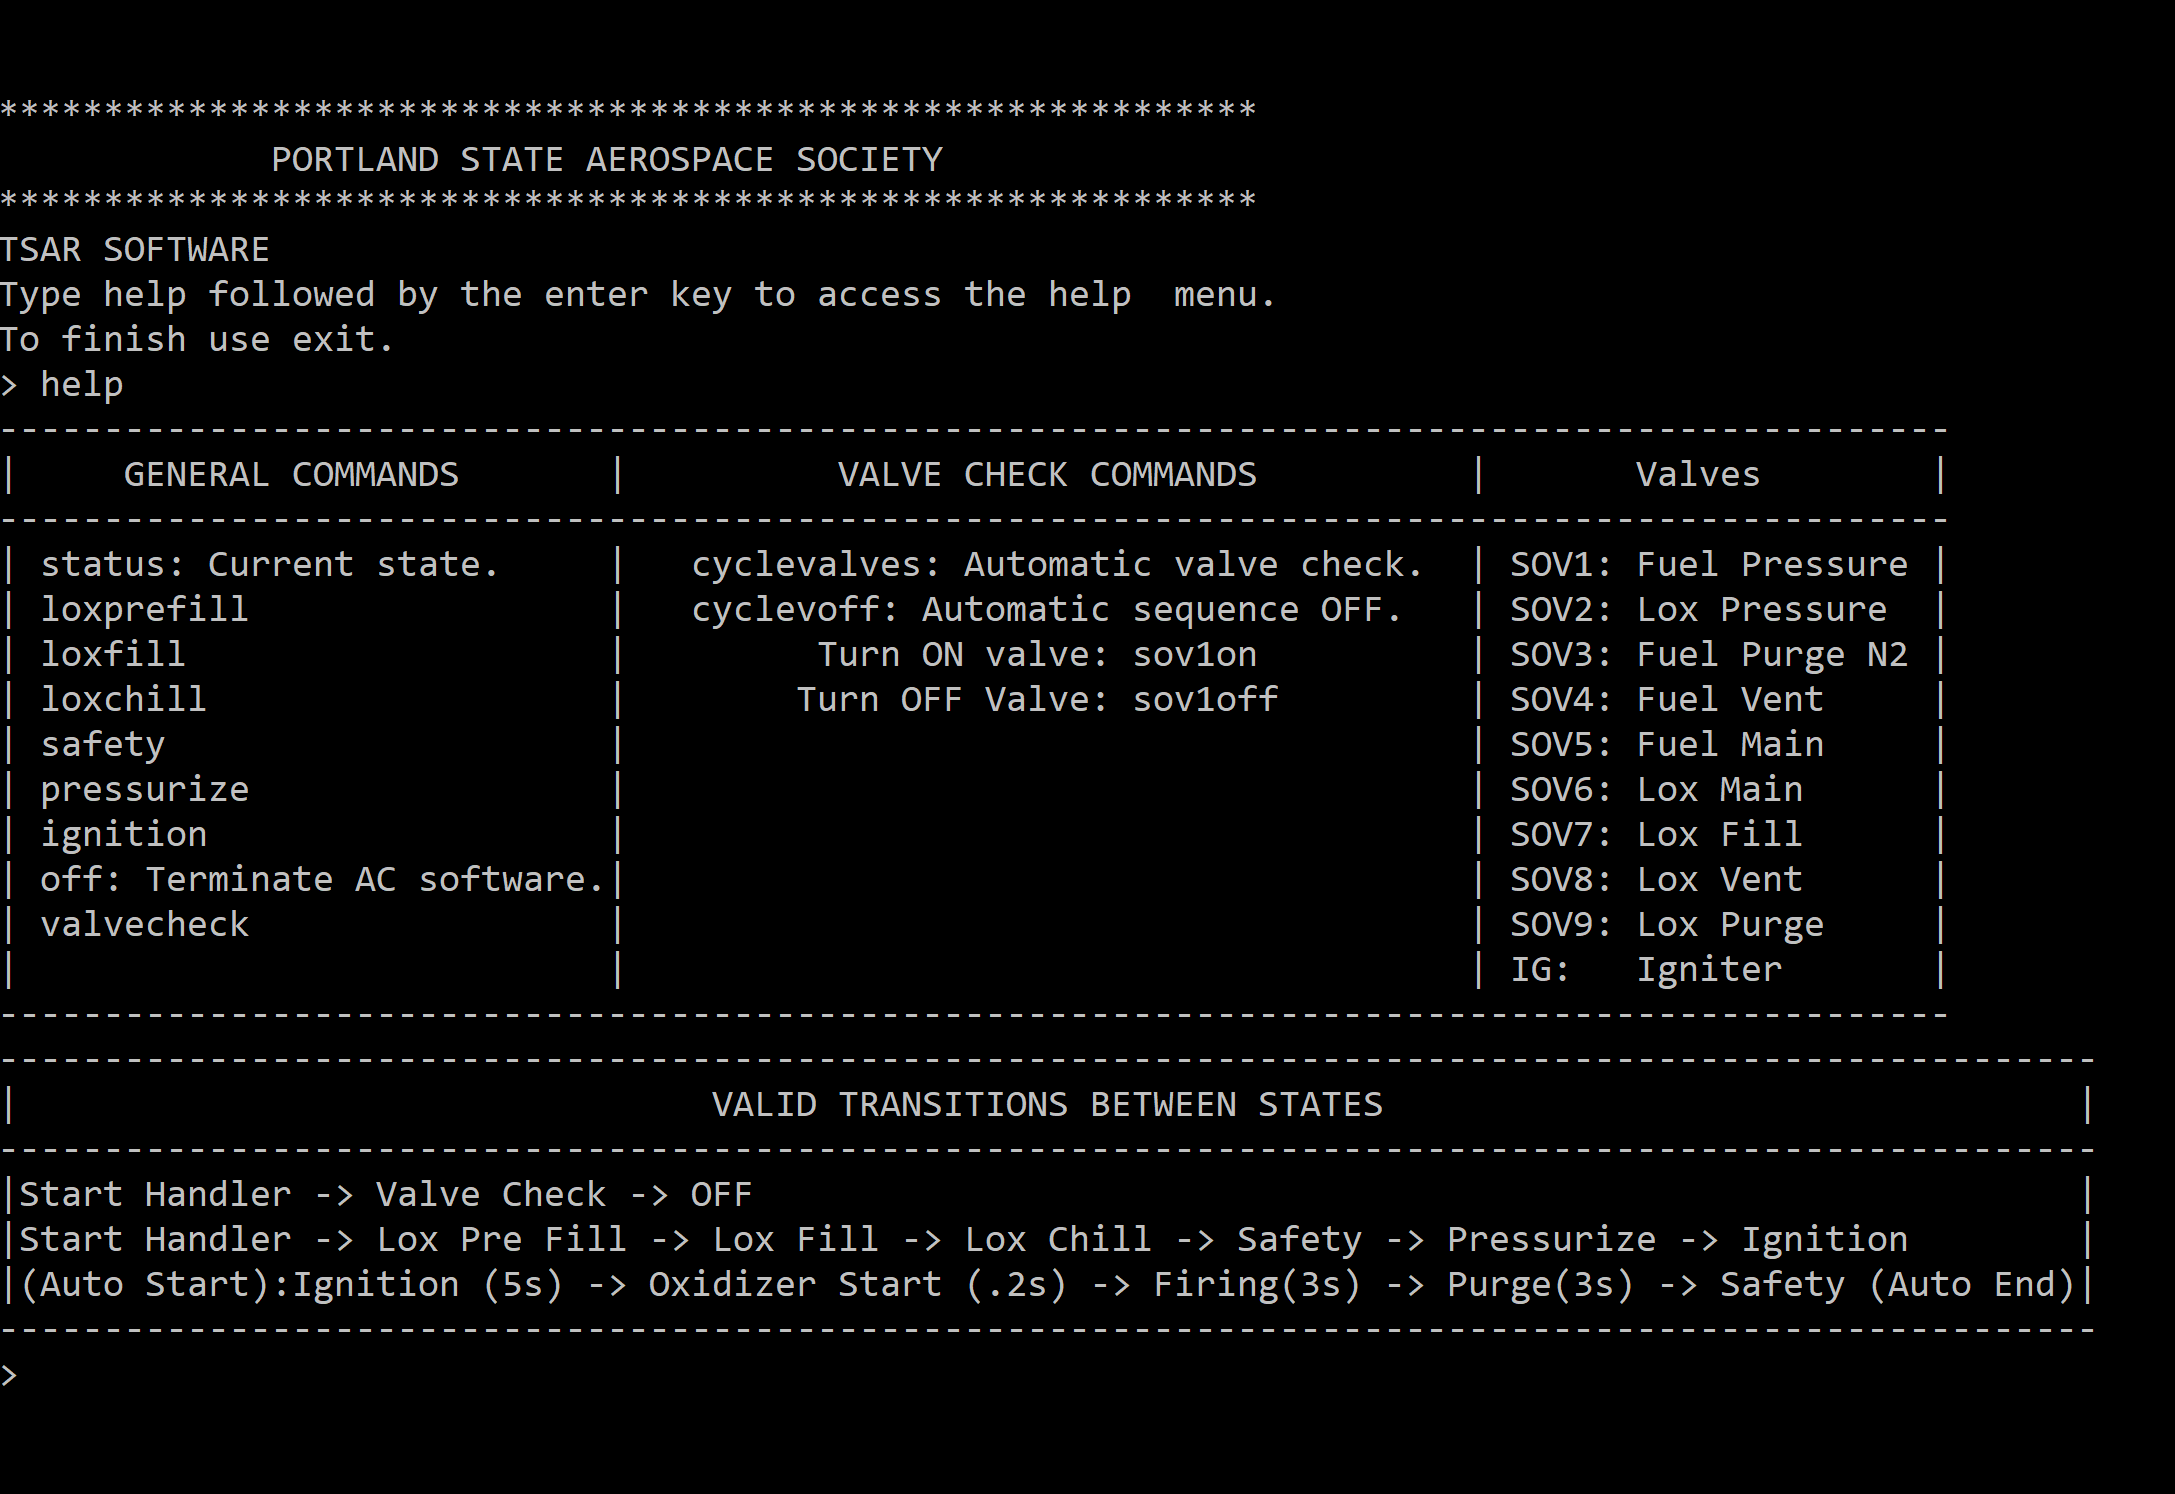 ************************************************************
PORTLAND STATE AEROSPACE SOCIETY
************************************************************
TSAR SOFTWARE
Type help followed by the enter key to access the help  menu.
To finish use exit.
> help
---------------------------------------------------------------------------------------------
|     GENERAL COMMANDS       |          VALVE CHECK COMMANDS          |       Valves        |
---------------------------------------------------------------------------------------------
| status: Current state.     |   cyclevalves: Automatic valve check.  | SOV1: Fuel Pressure |
| loxprefill                 |   cyclevoff: Automatic sequence OFF.   | SOV2: Lox Pressure  |
| loxfill                    |         Turn ON valve: sov1on          | SOV3: Fuel Purge N2 |
| loxchill                   |        Turn OFF Valve: sov1off         | SOV4: Fuel Vent     |
| safety                     |                                        | SOV5: Fuel Main     |
| pressurize                 |                                        | SOV6: Lox Main      |
| ignition                   |                                        | SOV7: Lox Fill      |
| off: Terminate AC software.|                                        | SOV8: Lox Vent      |
| valvecheck                 |                                        | SOV9: Lox Purge     |
|                            |                                        | IG:   Igniter       |
---------------------------------------------------------------------------------------------
----------------------------------------------------------------------------------------------------
|                                 VALID TRANSITIONS BETWEEN STATES                                 |
----------------------------------------------------------------------------------------------------
|Start Handler -> Valve Check -> OFF                                                               |
|Start Handler -> Lox Pre Fill -> Lox Fill -> Lox Chill -> Safety -> Pressurize -> Ignition        |
|(Auto Start):Ignition (5s) -> Oxidizer Start (.2s) -> Firing(3s) -> Purge(3s) -> Safety (Auto End)|
----------------------------------------------------------------------------------------------------
>